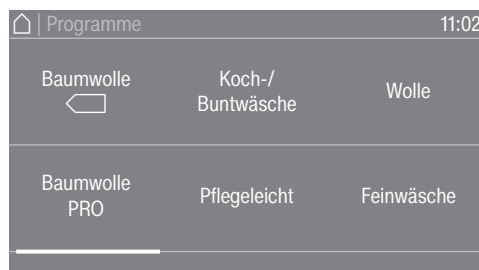 Programme 11:02
Baumwolle
Koch-/
Buntwäsche
Wolle
Baumwolle
PRO
Pflegeleicht
Feinwäsche